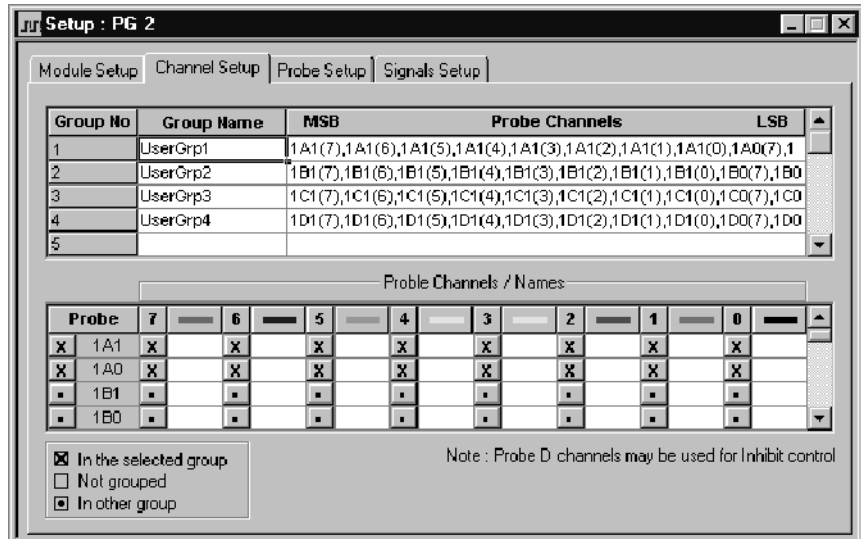 Setup : PG 2
Module Setup Channel Setup Probe Setup Signals Setup
Group No Group Name MSB Probe Channels LSB
1 UserGrp1 1A1(7),1A1(6),1A1(5),1A1(4),1A1(3),1A1(2),1A1(1),1A1(0),1A0(7),1
2 UserGrp2 1B1(7),1B1(6),1B1(5),1B1(4),1B1(3),1B1(2),1B1(1),1B1(0),1B0(7),1B0
3 UserGrp3 1C1(7),1C1(6),1C1(5),1C1(4),1C1(3),1C1(2),1C1(1),1C1(0),1C0(7),1C0
4 UserGrp4 1D1(7),1D1(6),1D1(5),1D1(4),1D1(3),1D1(2),1D1(1),1D1(0),1D0(7),1D0
5
Proble Channels / Names
Probe 7 6 5 4 3 2 1 0
X 1A1 X X X X X X X X
X 1A0 X X X X X X X X
1B1
1B0
In the selected group
Not grouped
In other group
Note : Probe D channels may be used for Inhibit control